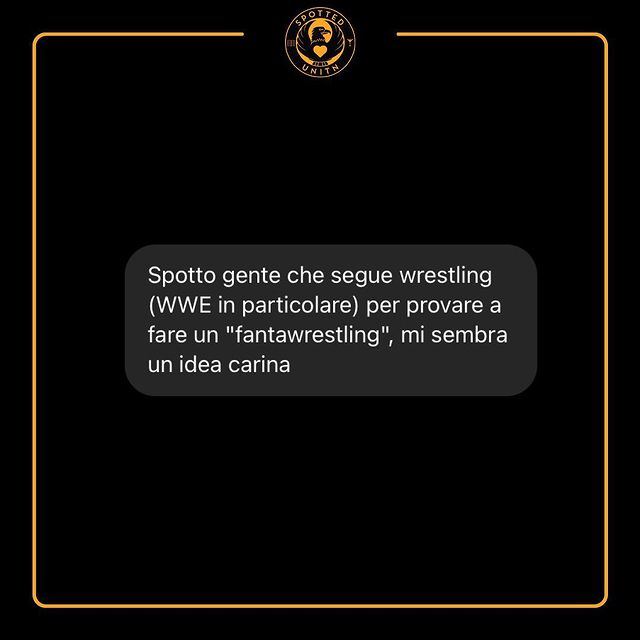 SPOTTED
UNITN
Spotto gente che segue wrestling
(WWE in particolare) per provare a
fare un "fantawrestling", mi sembra
un idea carina